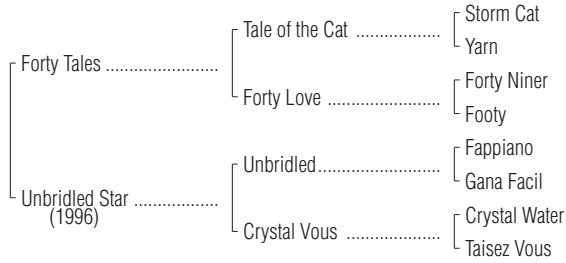 Storm Cat
Tale of the Cat ..................
Yarn
Forty Tales ........................
Forty Niner
Forty Love ........................
Footy
Fappiano
Unbridled..........................
Gana Facil
Unbridled Star ..................
(1996)
Crystal Water
Crystal Vous ....................
Taisez Vous